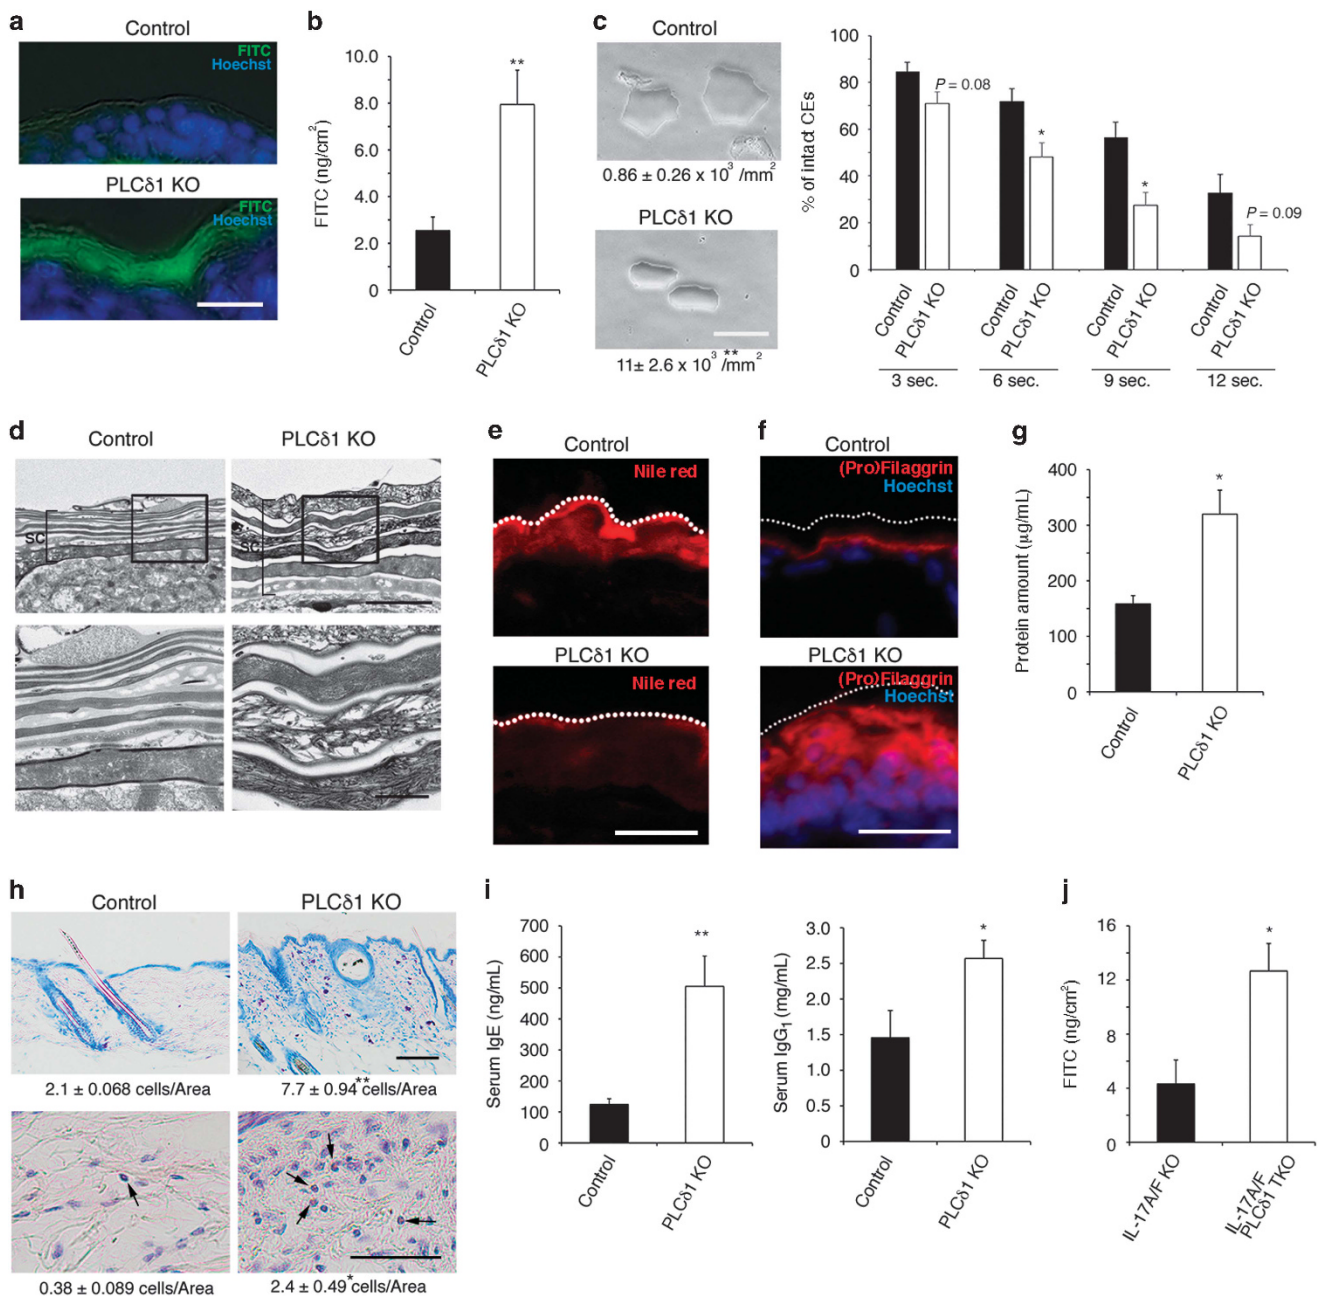 a
Control
FITC
Hoechst
PLCδ1 KO
FITC
Hoechst
b
10.0
8.0
6.0
4.0
2.0
0
FITC (ng/cm²)
**
Control
PLCδ1 KO
c
Control
0.86 ± 0.26 x 10³ /mm²
PLCδ1 KO
11± 2.6 x 10³ /mm²
**
100
80
60
40
20
0
% of intact CEs
P = 0.08
*
*
P = 0.09
Control
PLCδ1 KO
Control
PLCδ1 KO
Control
PLCδ1 KO
Control
PLCδ1 KO
3 sec.
6 sec.
9 sec.
12 sec.
d
Control
PLCδ1 KO
SC
SC
e
Control
Nile red
PLCδ1 KO
Nile red
f
Control
(Pro)Filaggrin
Hoechst
PLCδ1 KO
(Pro)Filaggrin
Hoechst
g
400
300
200
100
0
Protein amount (μg/mL)
*
Control
PLCδ1 KO
h
Control
PLCδ1 KO
2.1 ± 0.068 cells/Area
7.7 ± 0.94** cells/Area
0.38 ± 0.089 cells/Area
2.4 ± 0.49* cells/Area
i
700
600
500
400
300
200
100
0
Serum IgE (ng/mL)
**
Control
PLCδ1 KO
3.0
2.5
2.0
1.5
1.0
0.5
0
Serum IgG₁ (mg/mL)
*
Control
PLCδ1 KO
j
16
12
8
4
0
FITC (ng/cm²)
*
IL-17A/F KO
IL-17A/F
PLCδ1 TKO